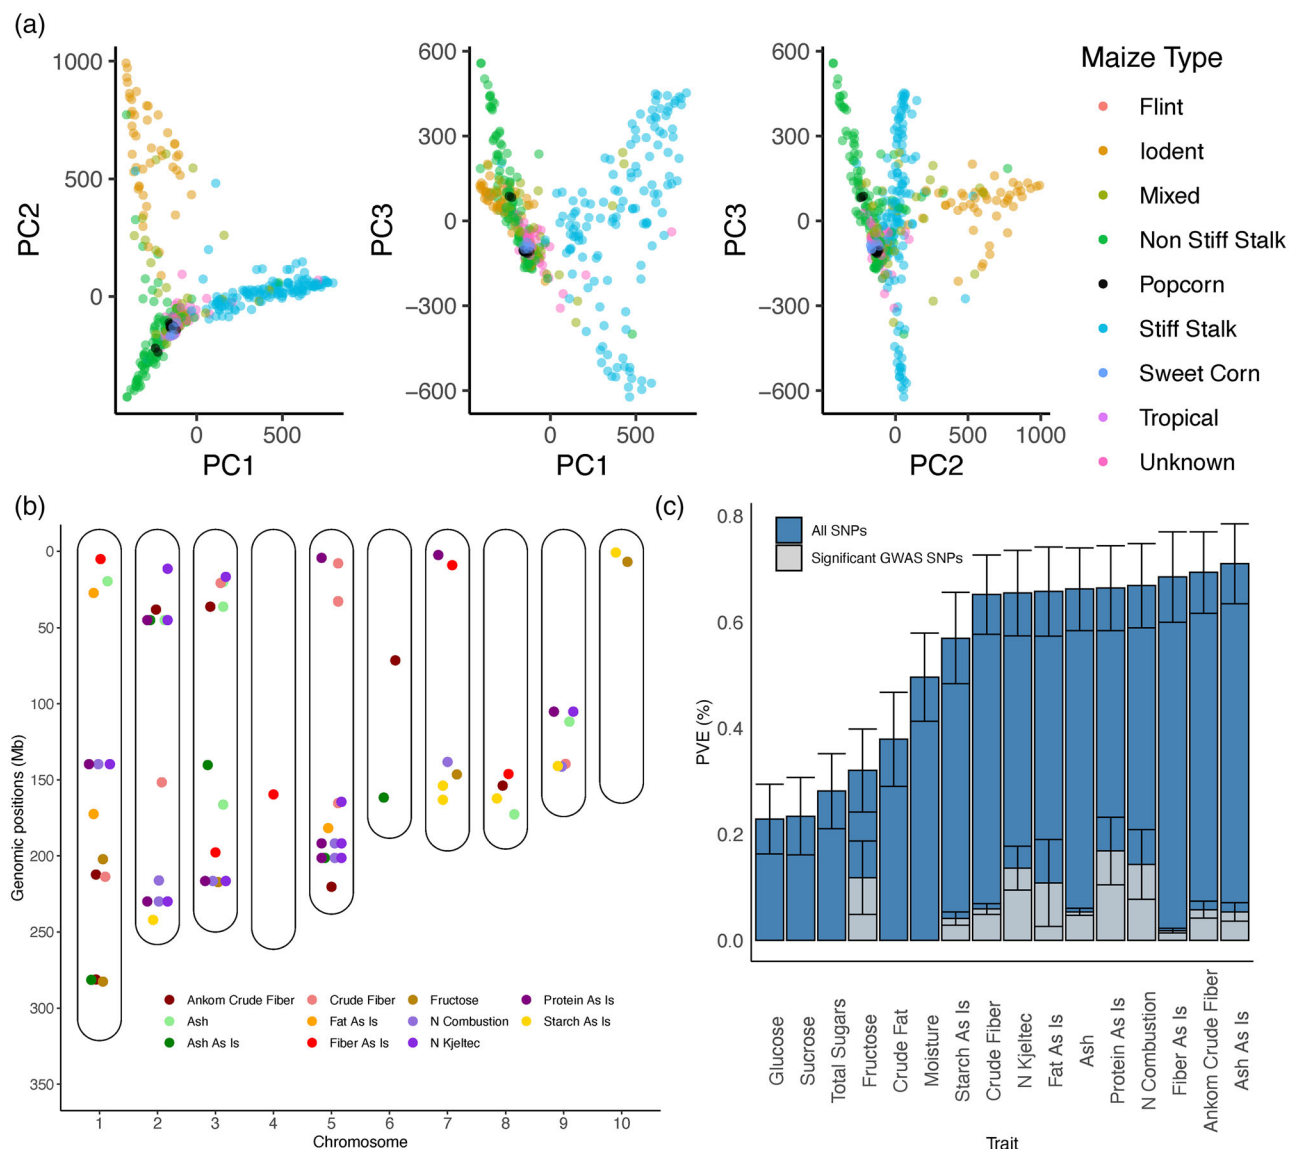 (a)
1000
500
0
PC2
0
500
PC1
600
300
0
−300
−600
PC3
0
500
PC1
600
300
0
−300
−600
PC3
0
500
1000
PC2
Maize Type
Flint
Iodent
Mixed
Non Stiff Stalk
Popcorn
Stiff Stalk
Sweet Corn
Tropical
Unknown
(b)
0
50
100
150
200
250
300
350
Genomic positions (Mb)
Ankom Crude Fiber
Crude Fiber
Fructose
Protein As Is
Ash
Fat As Is
N Combustion
Starch As Is
Ash As Is
Fiber As Is
N Kjeltec
1
2
3
4
5
6
7
8
9
10
Chromosome
(c)
0.8
0.6
0.4
0.2
0.0
PVE (%)
All SNPs
Significant GWAS SNPs
Glucose
Sucrose
Total Sugars
Fructose
Crude Fat
Moisture
Starch As Is
Crude Fiber
N Kjeltec
Fat As Is
Ash
Protein As Is
N Combustion
Fiber As Is
Ankom Crude Fiber
Ash As Is
Trait